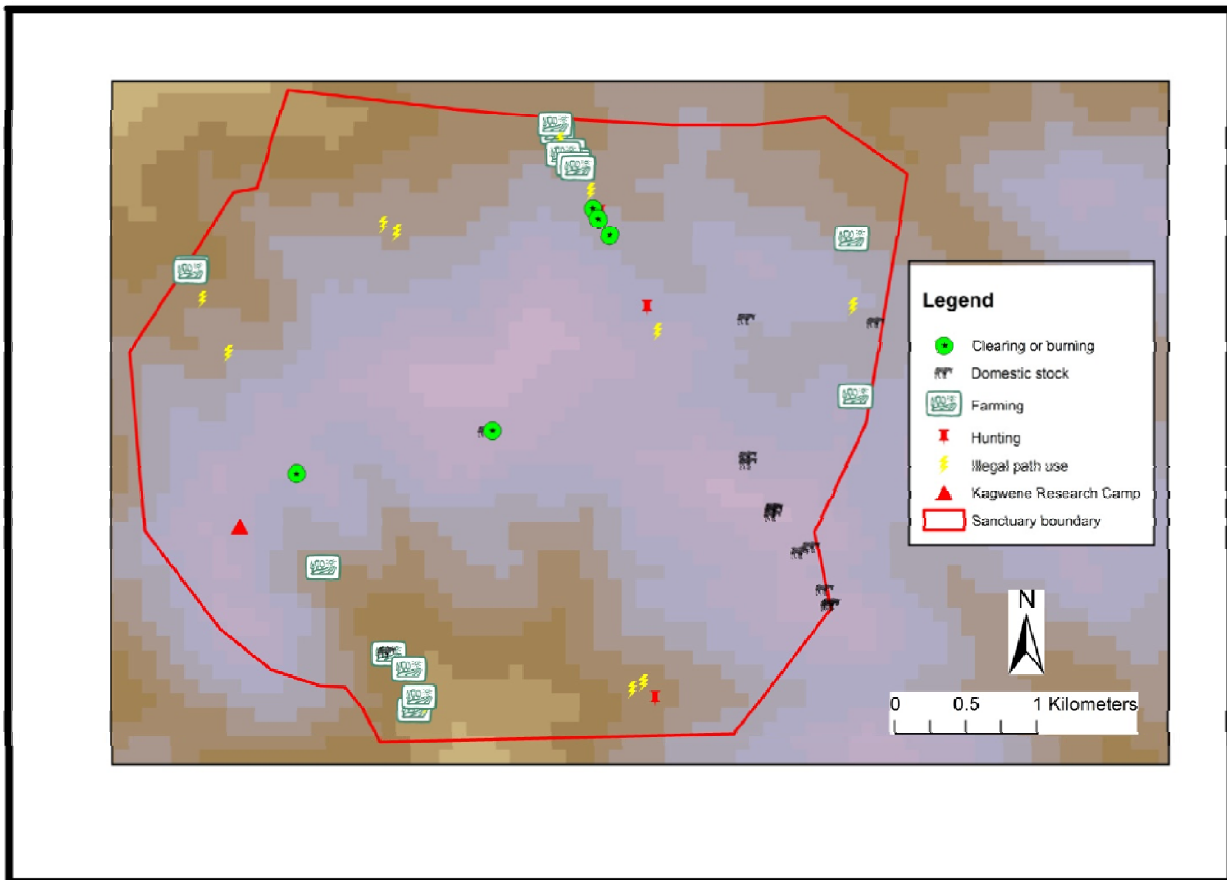 Legend
Clearing or burning
Domestic stock
Farming
Hunting
Illegal path use
Kagwene Research Camp
Sanctuary boundary
N
0 0.5 1 Kilometers